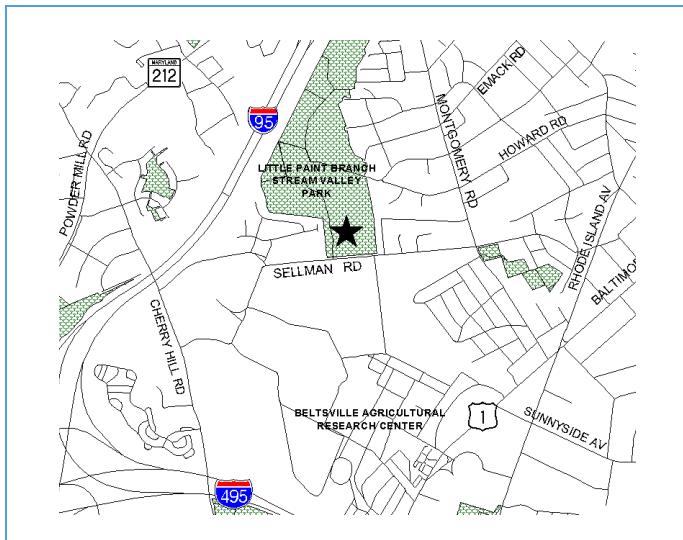 MARYLAND
212
95
EMACK RD
MONTGOMERY RD
HOWARD RD
POWDER MILL RD
LITTLE PAINT BRANCH
STREAM VALLEY
PARK
RHODE ISLAND AV
SELLMAN RD
BALTIMO
CHERRY HILL RD
BELTSVILLE AGRICULTURAL
RESEARCH CENTER
1
SUNNYSIDE AV
495